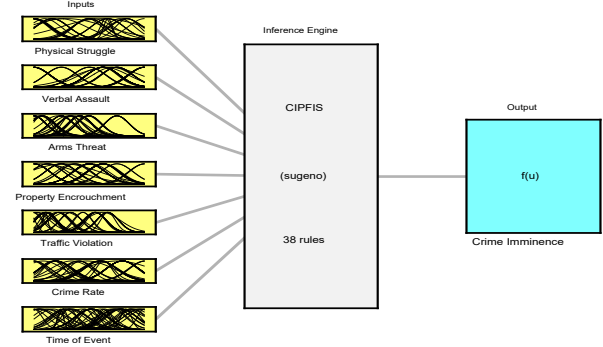 Inputs
Physical Struggle
Verbal Assault
Arms Threat
Property Encrouchment
Traffic Violation
Crime Rate
Time of Event
Inference Engine
CIPFIS
(sugeno)
38 rules
Output
f(u)
Crime Imminence